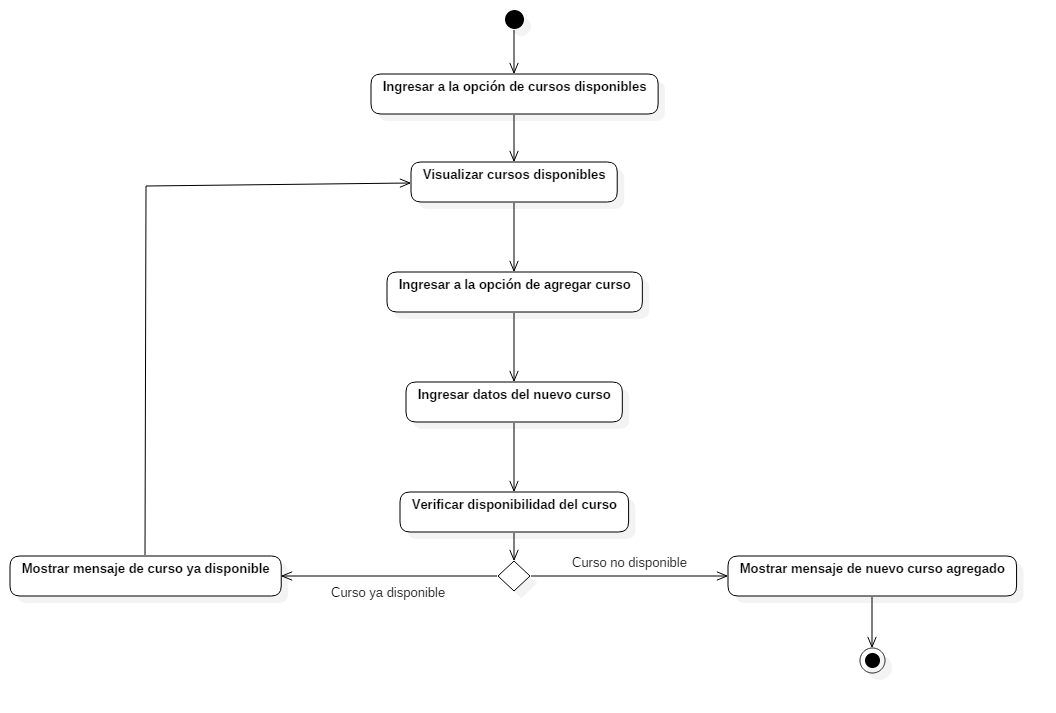 Ingresar a la opción de cursos disponibles
Visualizar cursos disponibles
Ingresar a la opción de agregar curso
Ingresar datos del nuevo curso
Verificar disponibilidad del curso
Curso no disponible
Mostrar mensaje de curso ya disponible
Mostrar mensaje de nuevo curso agregado
Curso ya disponible